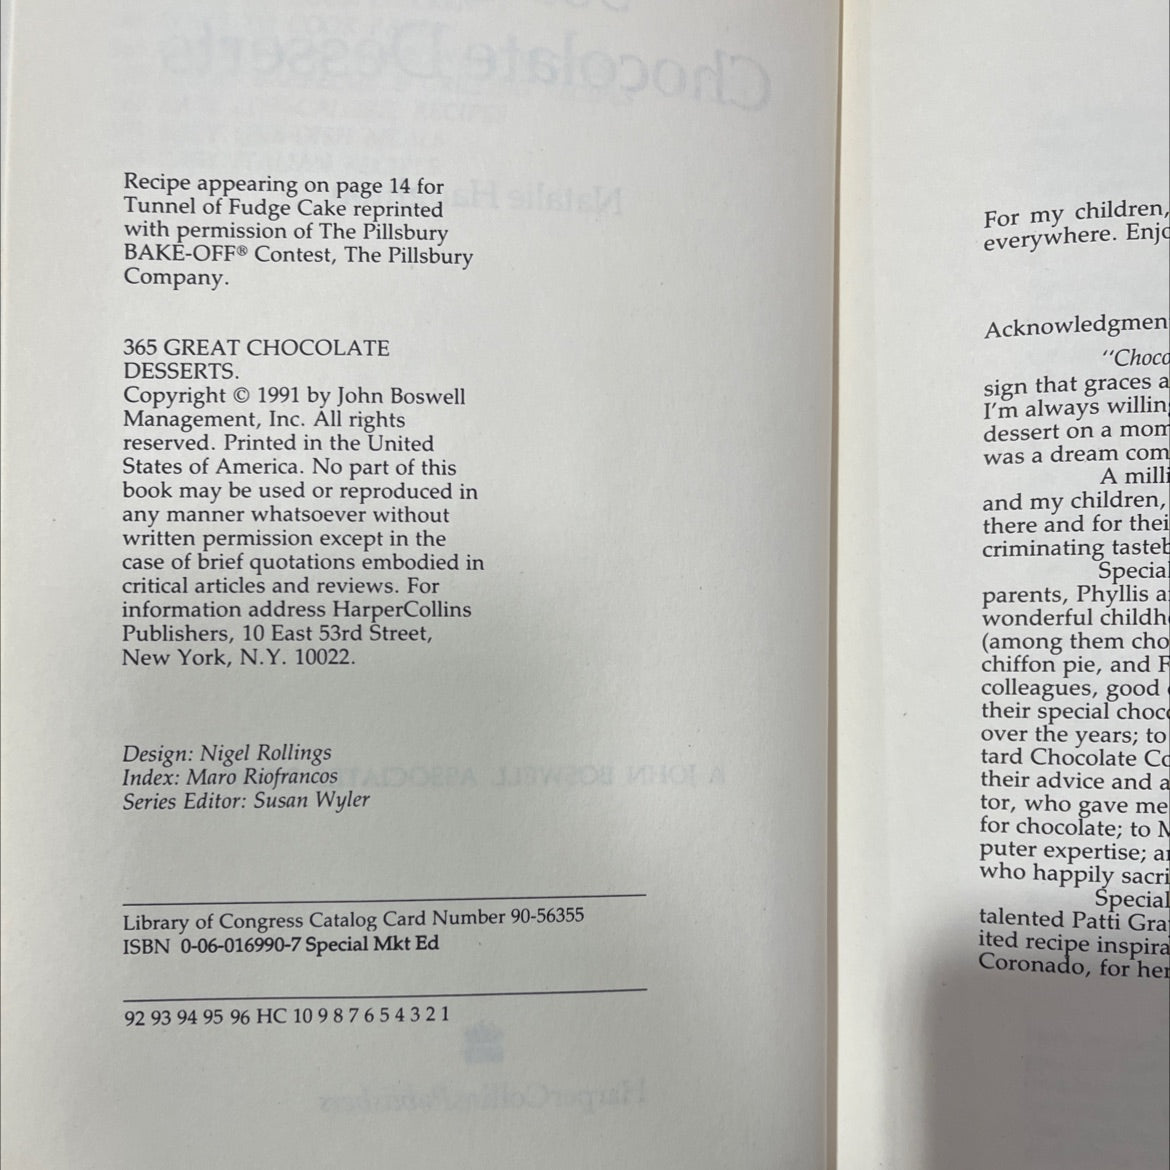 Recipe appearing on page 14 for
Tunnel of Fudge Cake reprinted
with permission of The Pillsbury
BAKE-OFF® Contest, The Pillsbury
Company.
365 GREAT CHOCOLATE
DESSERTS.
Copyright © 1991 by John Boswell
Management, Inc. All rights
reserved. Printed in the United
States of America. No part of this
book may be used or reproduced in
any manner whatsoever without
written permission except in the
case of brief quotations embodied in
critical articles and reviews. For
information address HarperCollins
Publishers, 10 East 53rd Street,
New York, N.Y. 10022.
Design: Nigel Rollings
Index: Maro Riofrancos
Series Editor: Susan Wyler
Library of Congress Catalog Card Number 90-56355
ISBN 0-06-016990-7 Special Mkt Ed
92 93 94 95 96 HC 10 9 8 7 6 5 4 3 2 1
For my children,
everywhere. Enjo
Acknowledgmen
"Choco
sign that graces a
I'm always willin
dessert on a mom
was a dream com
A milli
and my children,
there and for thei
criminating tasteb
Special
parents, Phyllis a
wonderful childh
(among them cho
chiffon pie, and F
colleagues, good
their special choc
over the years; to
tard Chocolate Co
their advice and a
tor, who gave me
for chocolate; to M
puter expertise; a
who happily sacri
Special
talented Patti Gra
ited recipe inspira
Coronado, for her